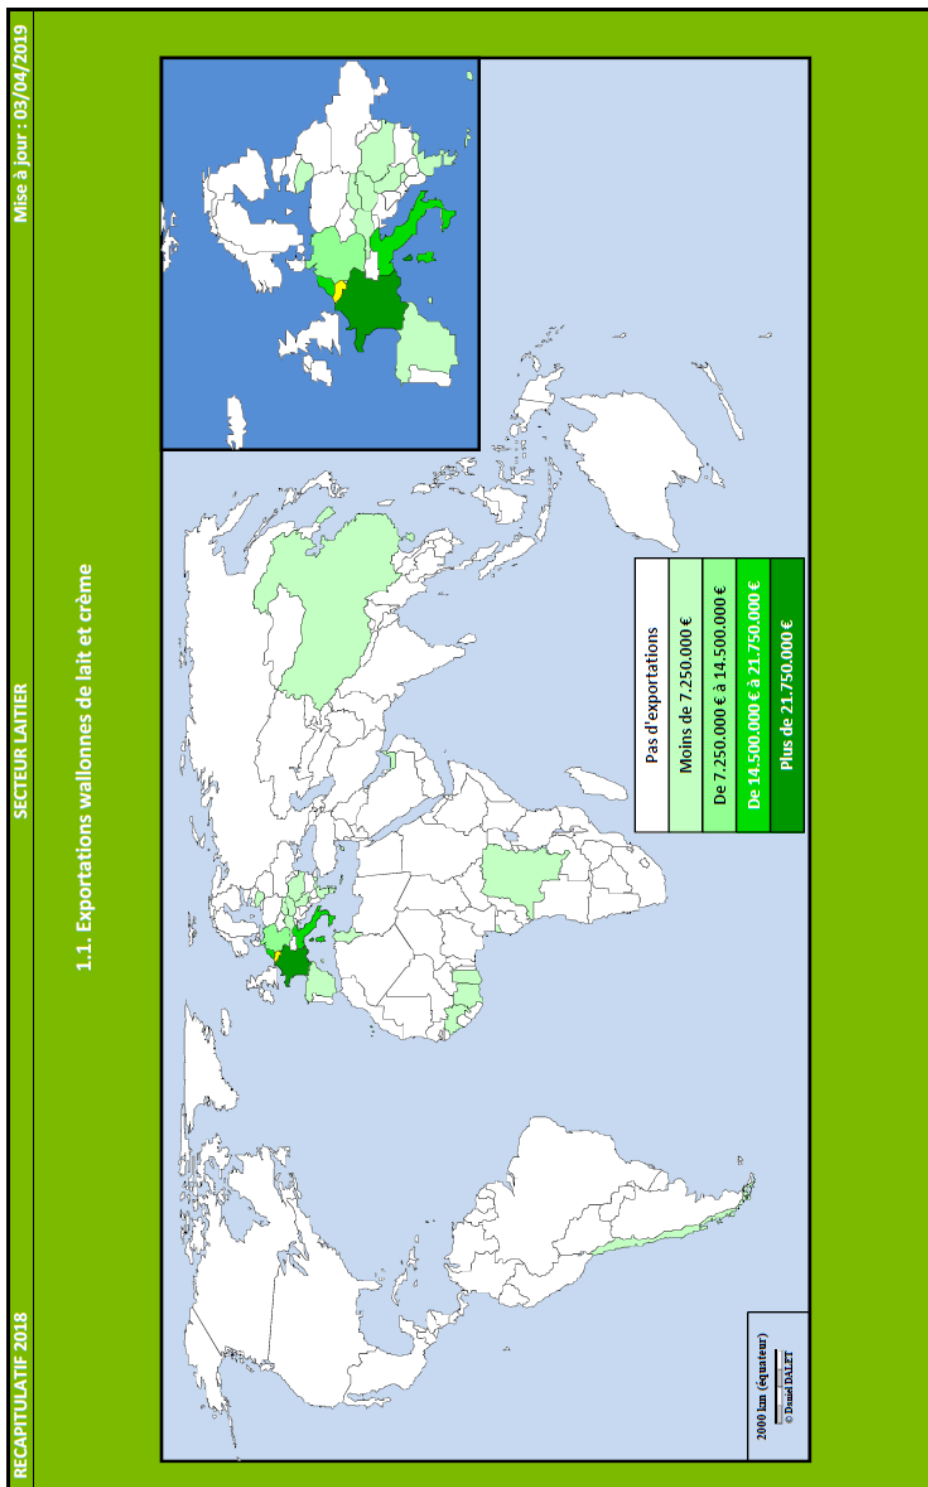 RECAPITULATIF 2018
SECTEUR LAITIER
Mise à jour : 03/04/2019
1.1. Exportations wallonnes de lait et crème
Pas d'exportations
Moins de 7.250.000 €
De 7.250.000 € à 14.500.000 €
De 14.500.000 € à 21.750.000 €
Plus de 21.750.000 €
2000 km (équateur)
© Daniel DALET